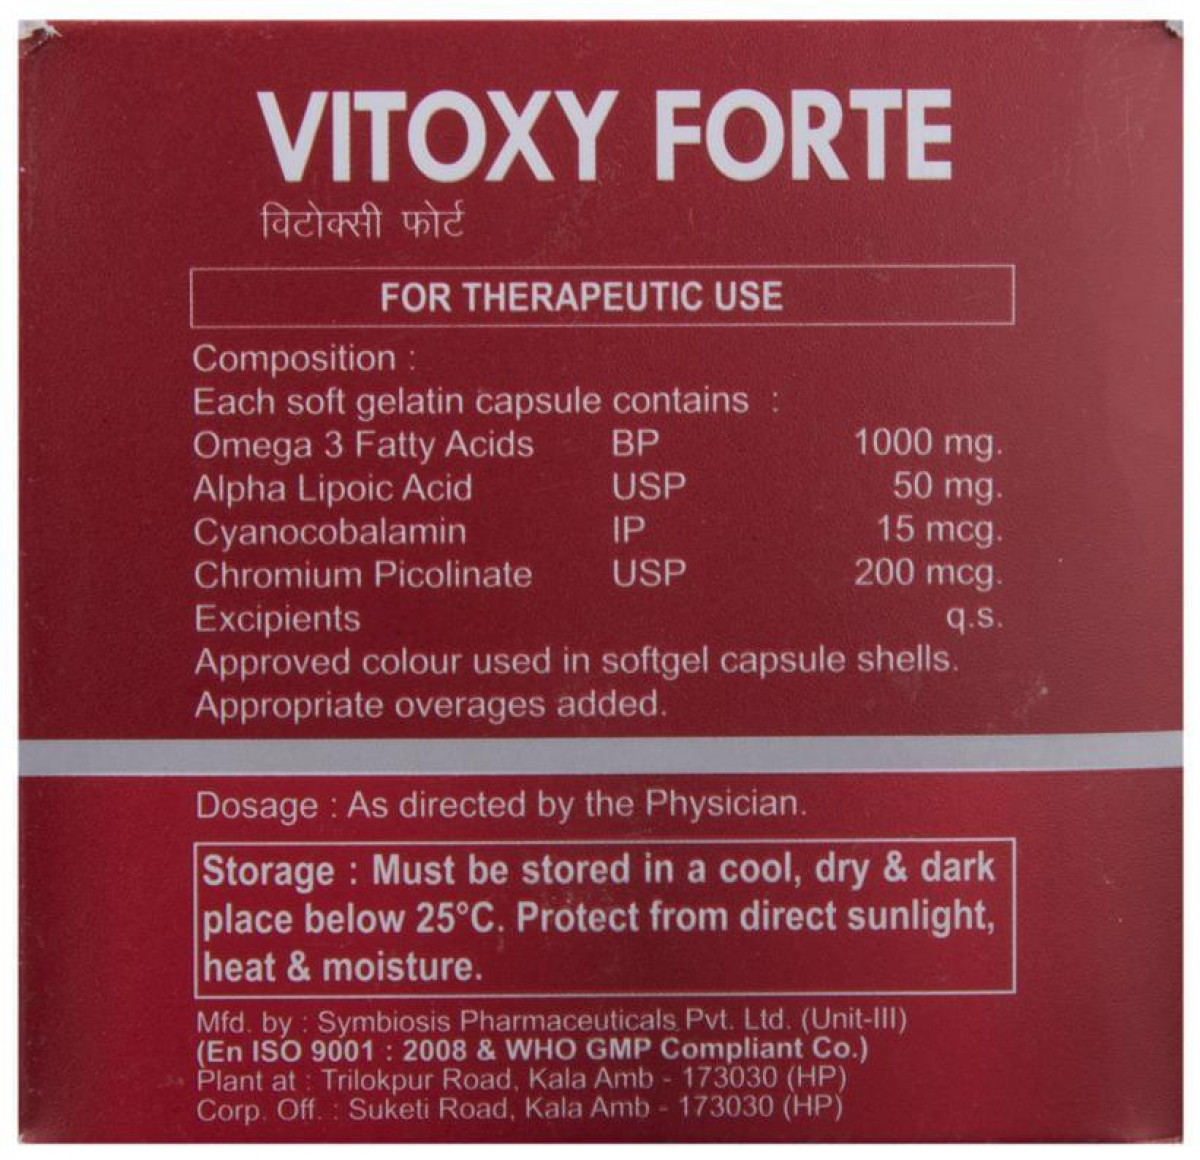 VITOXY FORTE
विटोक्सी फोर्ट
FOR THERAPEUTIC USE
Composition :
Each soft gelatin capsule contains :
Omega 3 Fatty Acids BP 1000 mg.
Alpha Lipoic Acid USP 50 mg.
Cyanocobalamin IP 15 mcg.
Chromium Picolinate USP 200 mcg.
Excipients q.s.
Approved colour used in softgel capsule shells.
Appropriate overages added.
Dosage : As directed by the Physician.
Storage : Must be stored in a cool, dry & dark
place below 25°C. Protect from direct sunlight,
heat & moisture.
Mfd. by : Symbiosis Pharmaceuticals Pvt. Ltd. (Unit-III)
(En ISO 9001 : 2008 & WHO GMP Compliant Co.)
Plant at : Trilokpur Road, Kala Amb - 173030 (HP)
Corp. Off. : Suketi Road, Kala Amb - 173030 (HP)